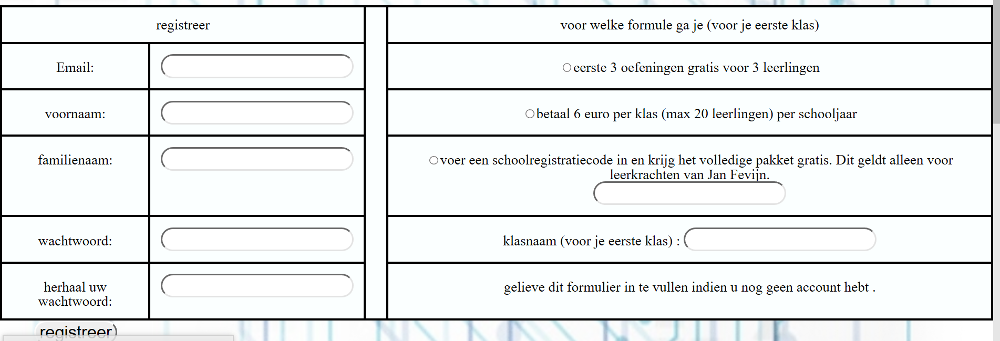 registreer
voor welke formule ga je (voor je eerste klas)
Email:
eerste 3 oefeningen gratis voor 3 leerlingen
voornaam:
betaal 6 euro per klas (max 20 leerlingen) per schooljaar
familienaam:
voer een schoolregistratiecode in en krijg het volledige pakket gratis. Dit geldt alleen voor
leerkrachten van Jan Fevijn.
wachtwoord:
klasnaam (voor je eerste klas) :
herhaal uw
wachtwoord:
gelieve dit formulier in te vullen indien u nog geen account hebt .
registreer